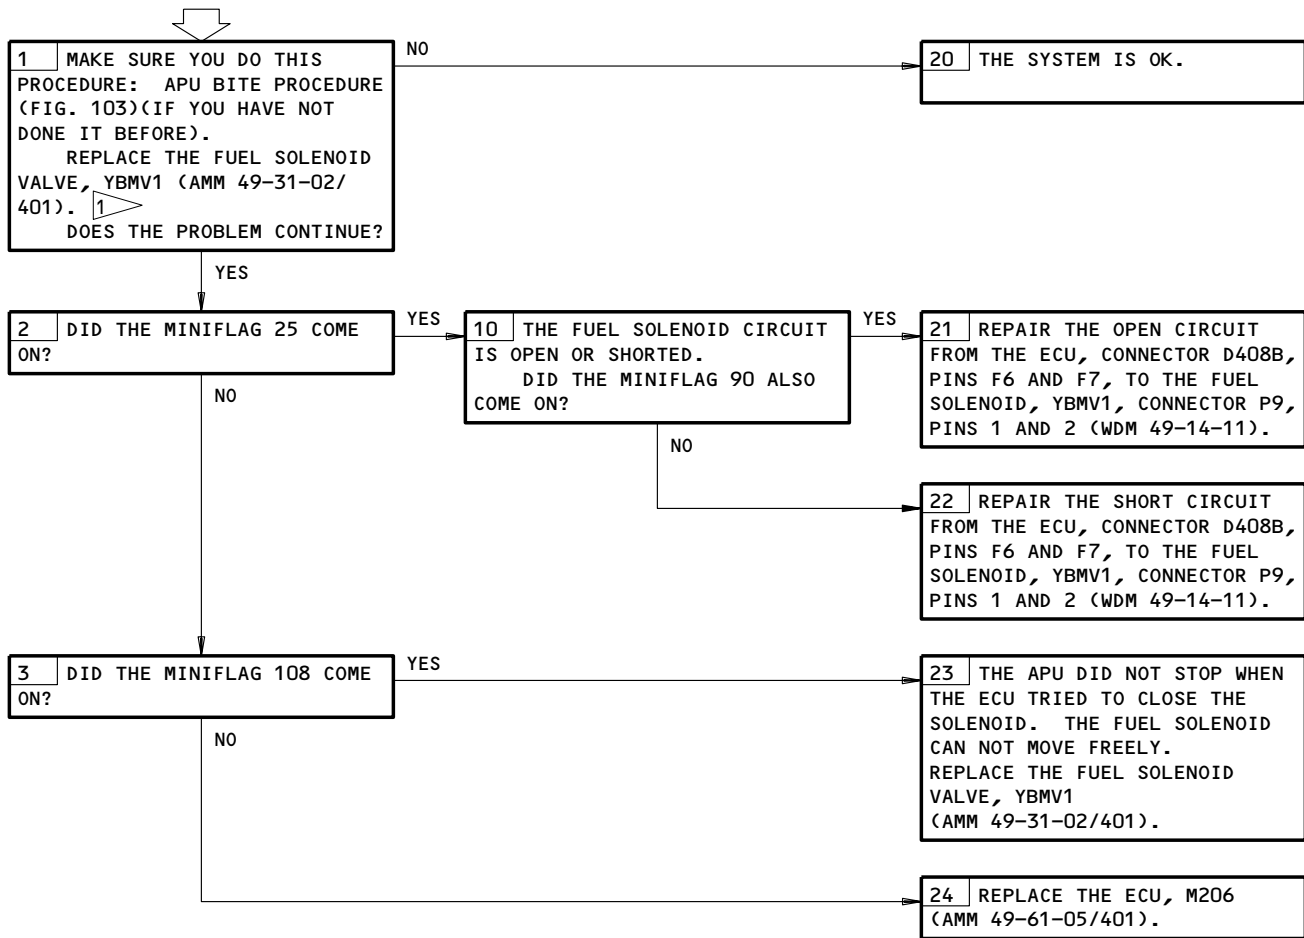 1 MAKE SURE YOU DO THIS
PROCEDURE: APU BITE PROCEDURE
(FIG. 103)(IF YOU HAVE NOT
DONE IT BEFORE).
REPLACE THE FUEL SOLENOID
VALVE, YBMV1 (AMM 49-31-02/
401). 1
DOES THE PROBLEM CONTINUE?
NO
20 THE SYSTEM IS OK.
YES
2 DID THE MINIFLAG 25 COME
ON?
YES
10 THE FUEL SOLENOID CIRCUIT
IS OPEN OR SHORTED.
DID THE MINIFLAG 90 ALSO
COME ON?
YES
21 REPAIR THE OPEN CIRCUIT
FROM THE ECU, CONNECTOR D408B,
PINS F6 AND F7, TO THE FUEL
SOLENOID, YBMV1, CONNECTOR P9,
PINS 1 AND 2 (WDM 49-14-11).
NO
NO
22 REPAIR THE SHORT CIRCUIT
FROM THE ECU, CONNECTOR D408B,
PINS F6 AND F7, TO THE FUEL
SOLENOID, YBMV1, CONNECTOR P9,
PINS 1 AND 2 (WDM 49-14-11).
3 DID THE MINIFLAG 108 COME
ON?
YES
23 THE APU DID NOT STOP WHEN
THE ECU TRIED TO CLOSE THE
SOLENOID. THE FUEL SOLENOID
CAN NOT MOVE FREELY.
REPLACE THE FUEL SOLENOID
VALVE, YBMV1
(AMM 49-31-02/401).
NO
24 REPLACE THE ECU, M206
(AMM 49-61-05/401).